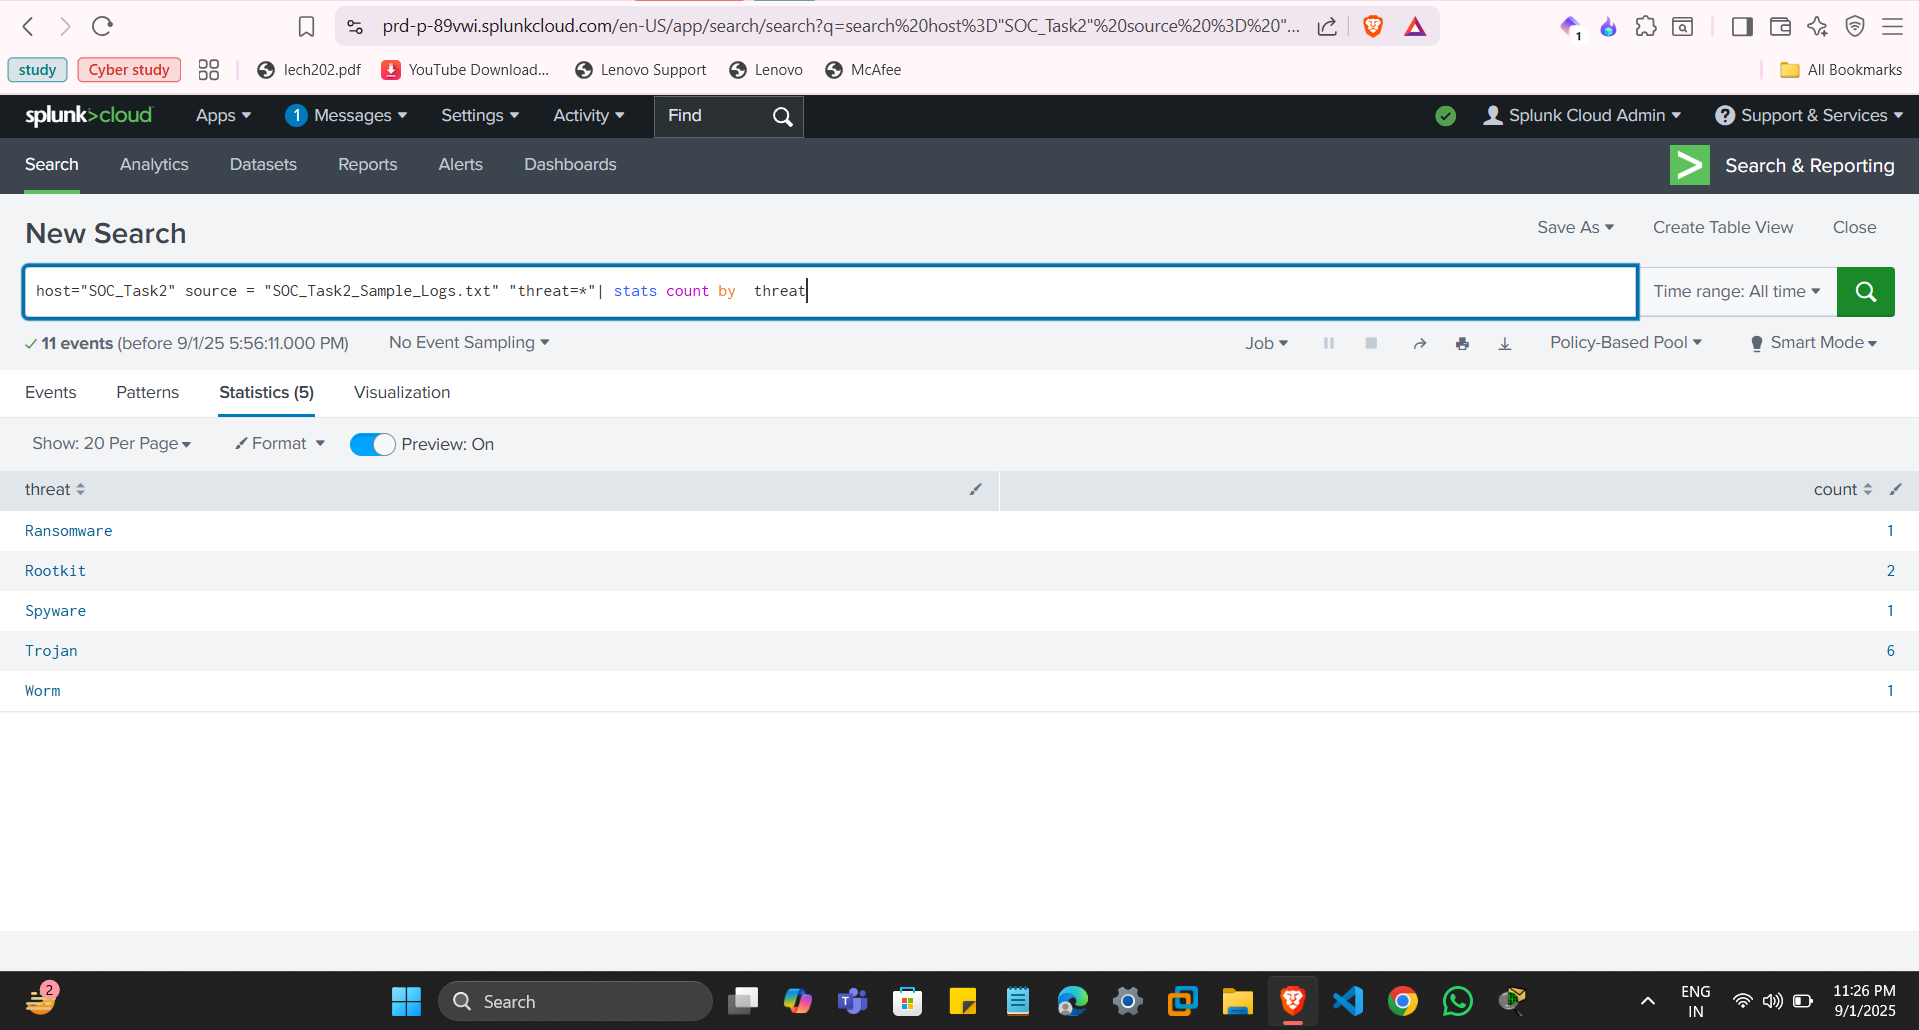 prd-p-89vwi.splunkcloud.com/en-US/app/search/search?q=search%20host%3D"SOC_Task2"%20source%20%3D%20"...
1
study Cyber study lech202.pdf YouTube Download... Lenovo Support Lenovo McAfee All Bookmarks
splunk>cloud Apps 1 Messages Settings Activity Find Splunk Cloud Admin ? Support & Services
Search Analytics Datasets Reports Alerts Dashboards > Search & Reporting
New Search Save As Create Table View Close
host="SOC_Task2" source = "SOC_Task2_Sample_Logs.txt" "threat=*"| stats count by  threat Time range: All time
11 events (before 9/1/25 5:56:11.000 PM) No Event Sampling Job Policy-Based Pool Smart Mode
Events Patterns Statistics (5) Visualization
Show: 20 Per Page Format Preview: On
threat count
Ransomware 1
Rootkit 2
Spyware 1
Trojan 6
Worm 1
2 Search ENG IN 11:26 PM 9/1/2025